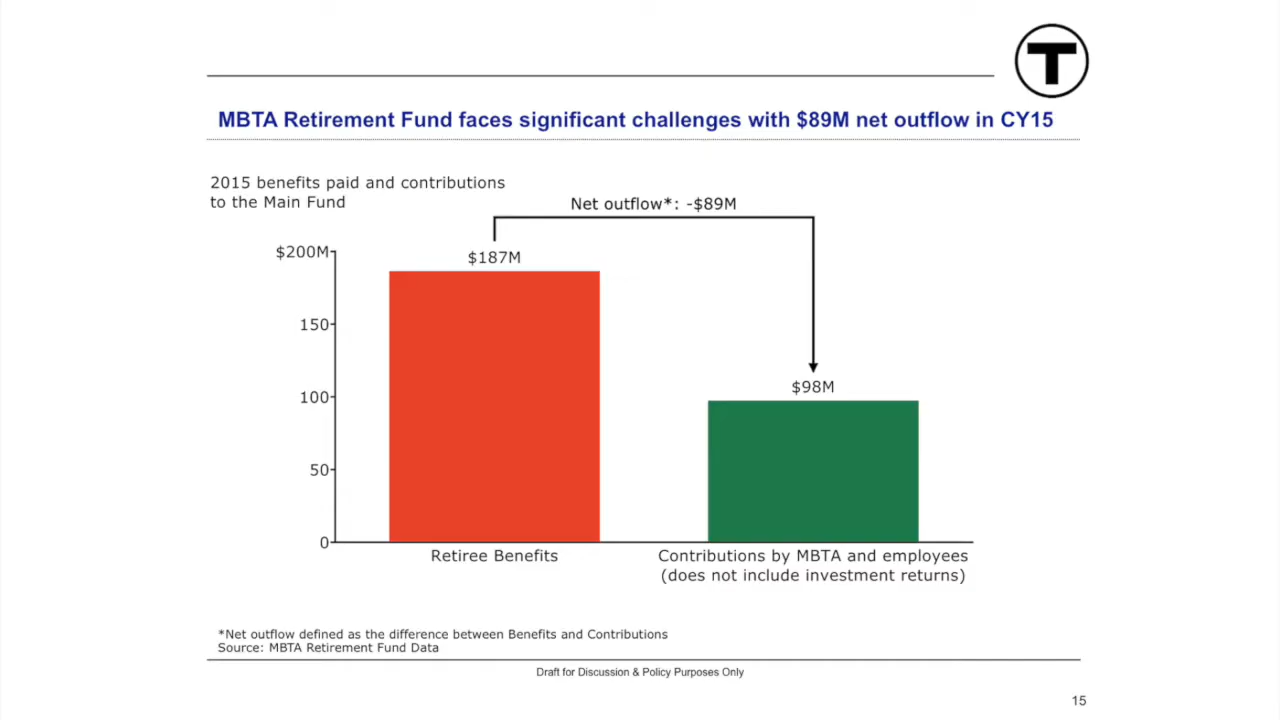 T
MBTA Retirement Fund faces significant challenges with $89M net outflow in CY15
2015 benefits paid and contributions
to the Main Fund
Net outflow*: -$89M
$200M
$187M
150
100
$98M
50
0
Retiree Benefits
Contributions by MBTA and employees
(does not include investment returns)
*Net outflow defined as the difference between Benefits and Contributions
Source: MBTA Retirement Fund Data
Draft for Discussion & Policy Purposes Only
15